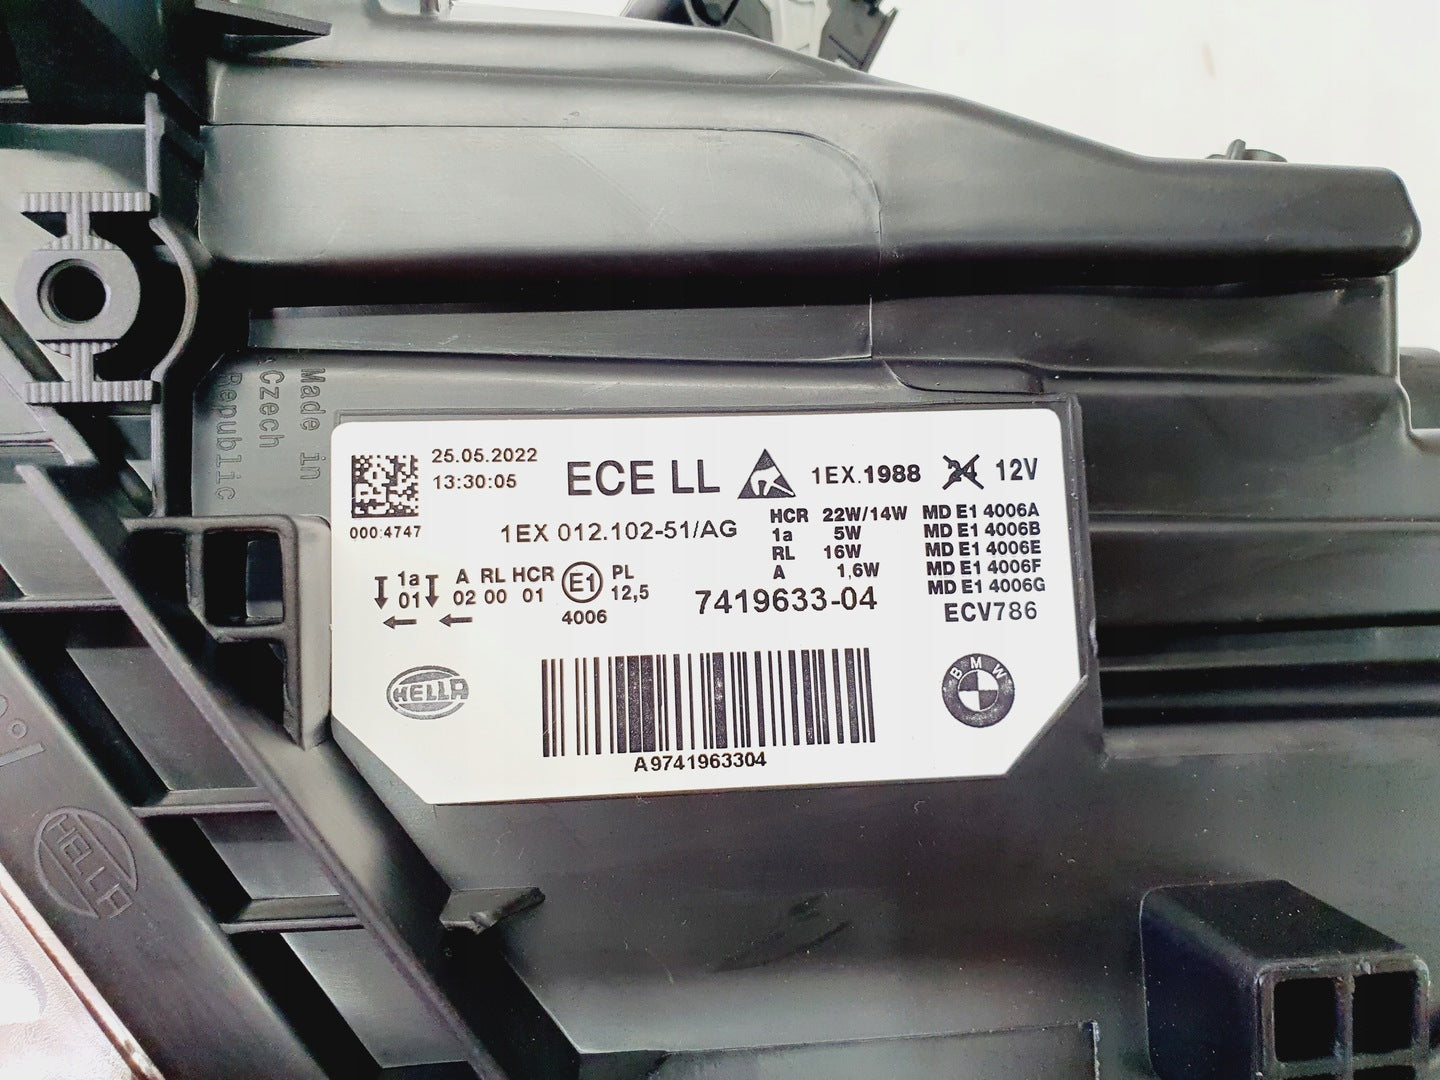 Made in
Czech
Republic
25.05.2022
13:30:05
000:4747
ECE LL
1EX.1988 24 12V
1EX 012.102-51/AG
HCR 22W/14W MD E1 4006A
1a 5W MD E1 4006B
RL 16W MD E1 4006E
A 1,6W MD E1 4006F
MD E1 4006G
1a A RL HCR E1 PL
01 02 00 01 12,5
4006
7419633-04
ECV786
HELLA
BMW
A9741963304
HELLA